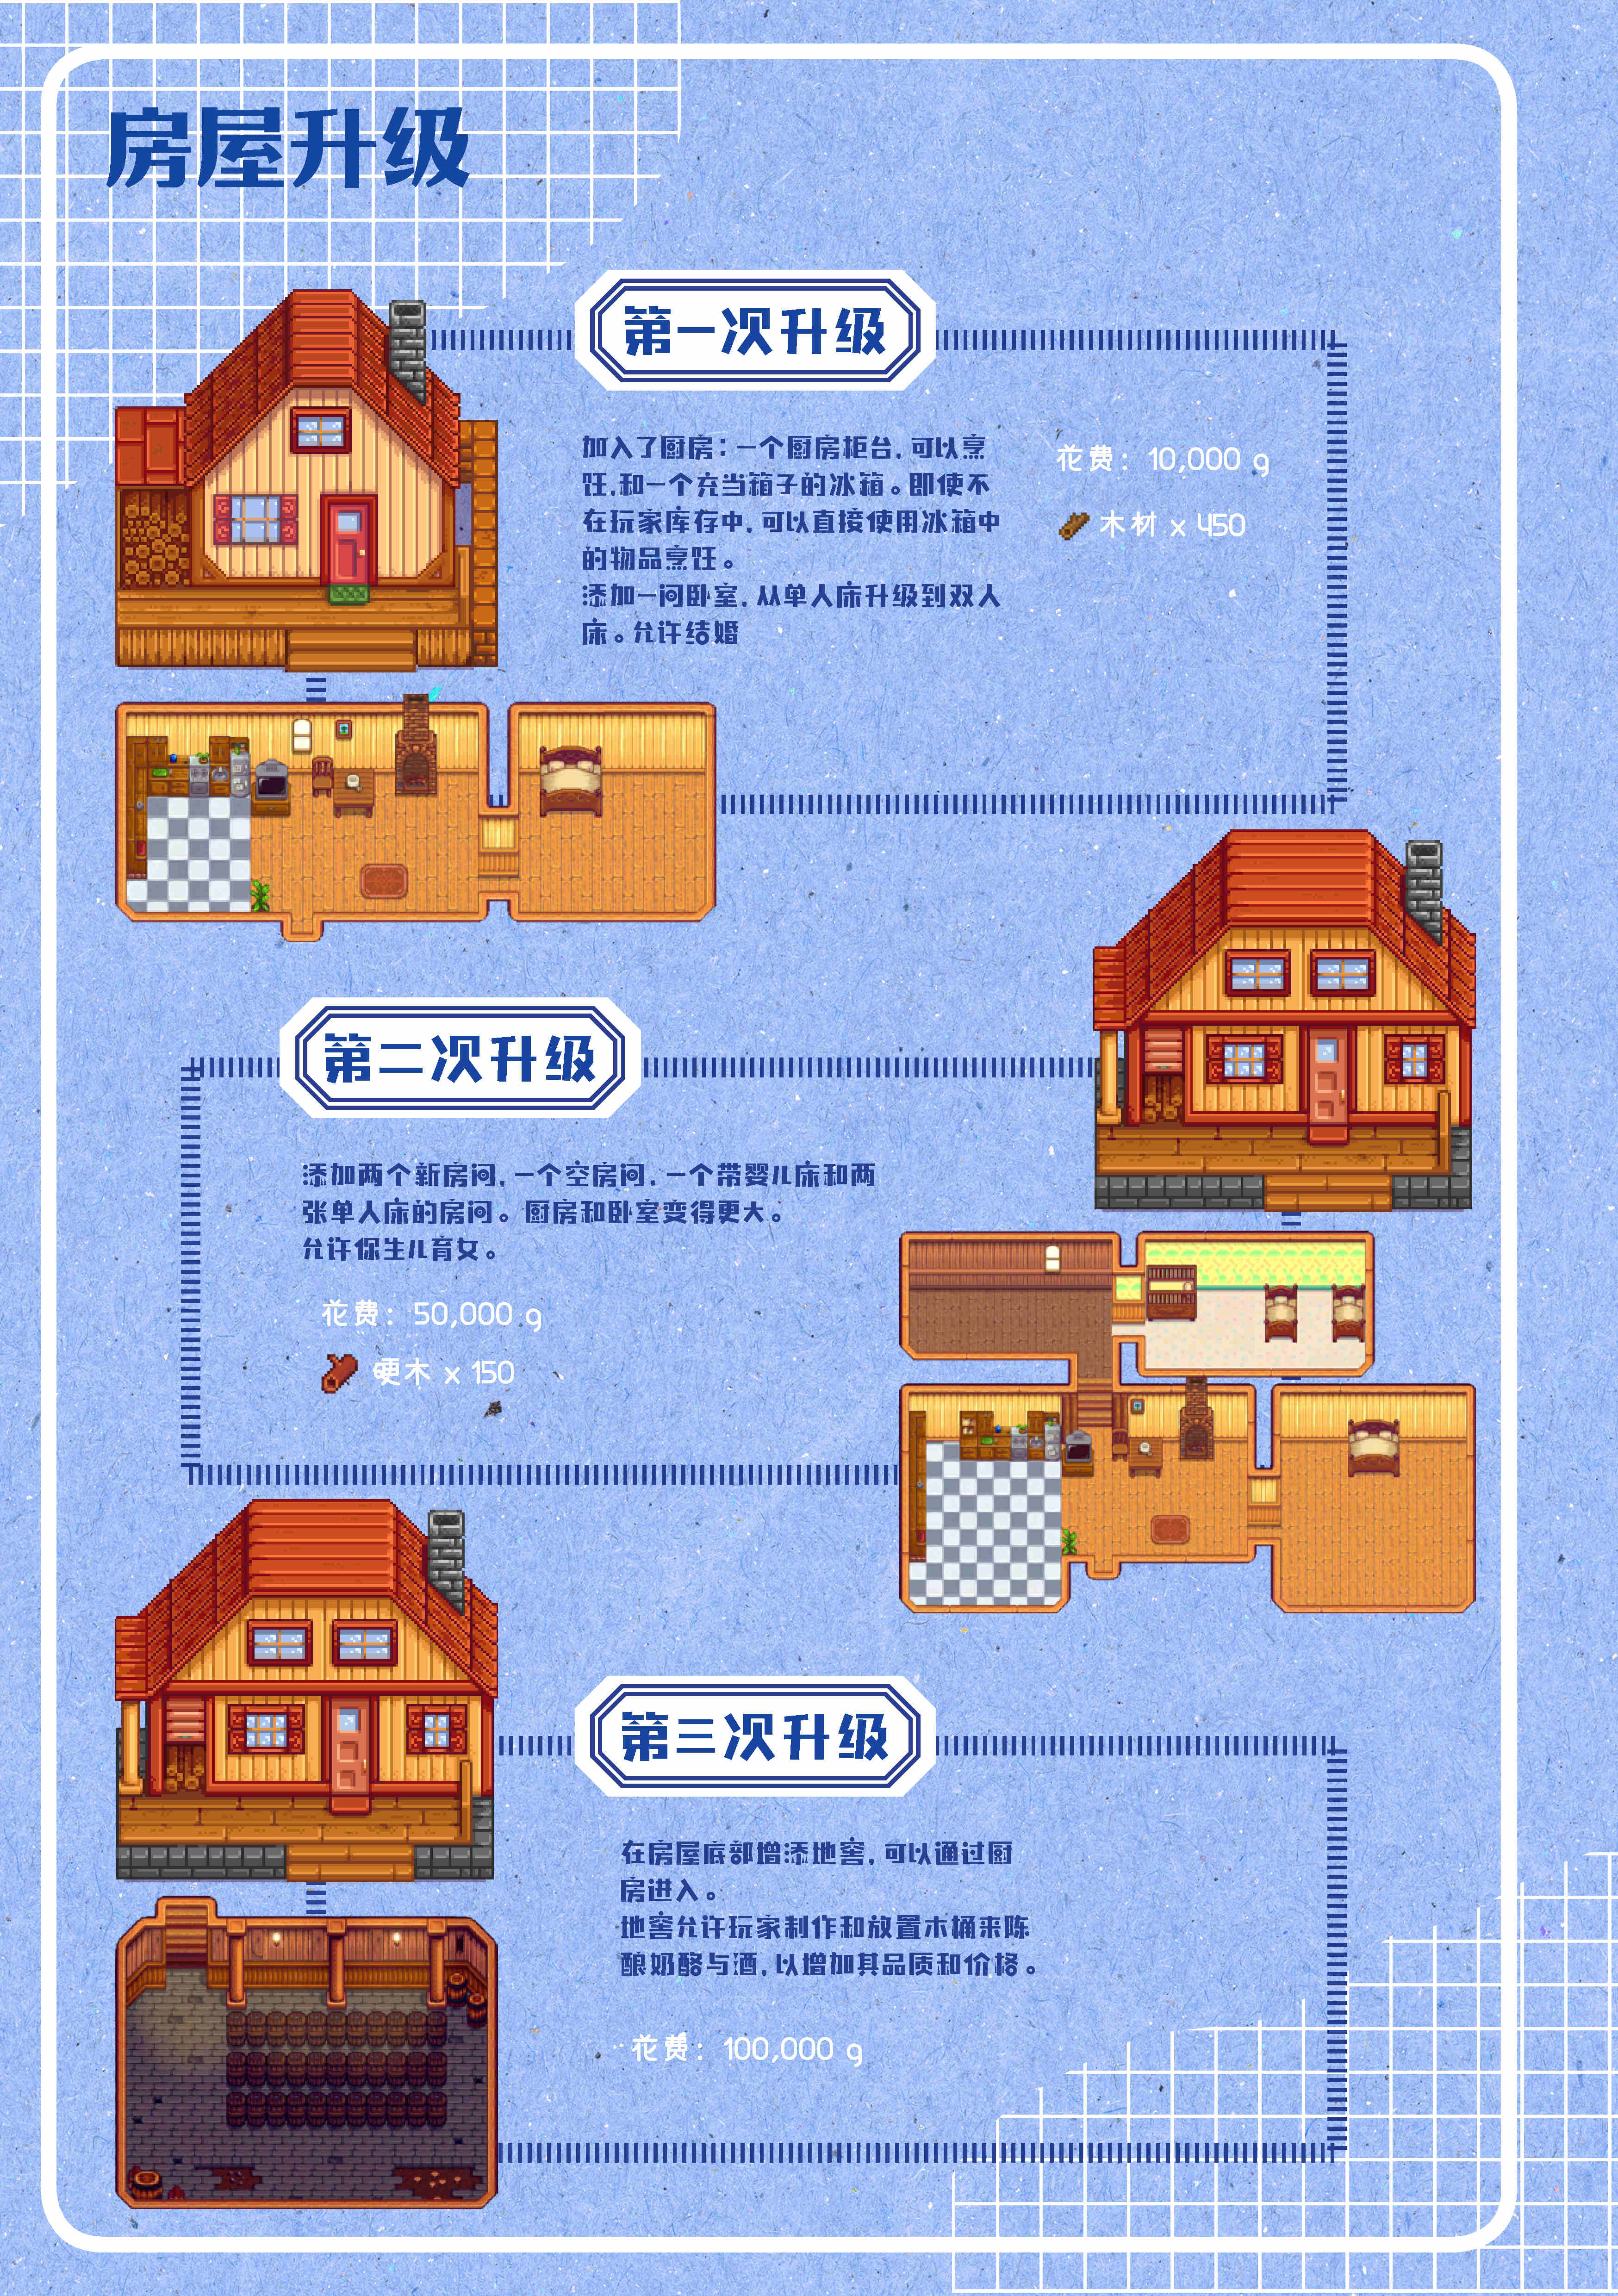 房屋升级
第一次升级
加入了厨房：一个厨房柜台，可以烹
饪，和一个充当箱子的冰箱。即使不
在玩家库存中，可以直接使用冰箱中
的物品烹饪。
添加一间卧室，从单人床升级到双人
床。允许结婚
花费：10,000 g
木材 x 450
第二次升级
添加两个新房间，一个空房间、一个带婴儿床和两
张单人床的房间。厨房和卧室变得更大。
允许你生儿育女。
花费：50,000 g
硬木 x 150
第三次升级
在房屋底部增添地窖，可以通过厨
房进入。
地窖允许玩家制作和放置木桶来陈
酿奶酪与酒，以增加其品质和价格。
花费：100,000 g